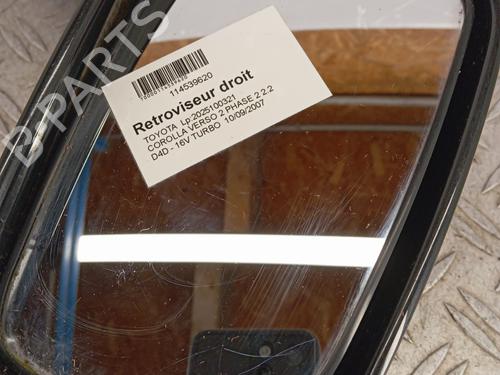 B-PARTS
114539620
Retroviseur droit
TOYOTA Lp:2025100321
COROLLA VERSO 2 PHASE 2 2.2
D4D - 16V TURBO 10/09/2007